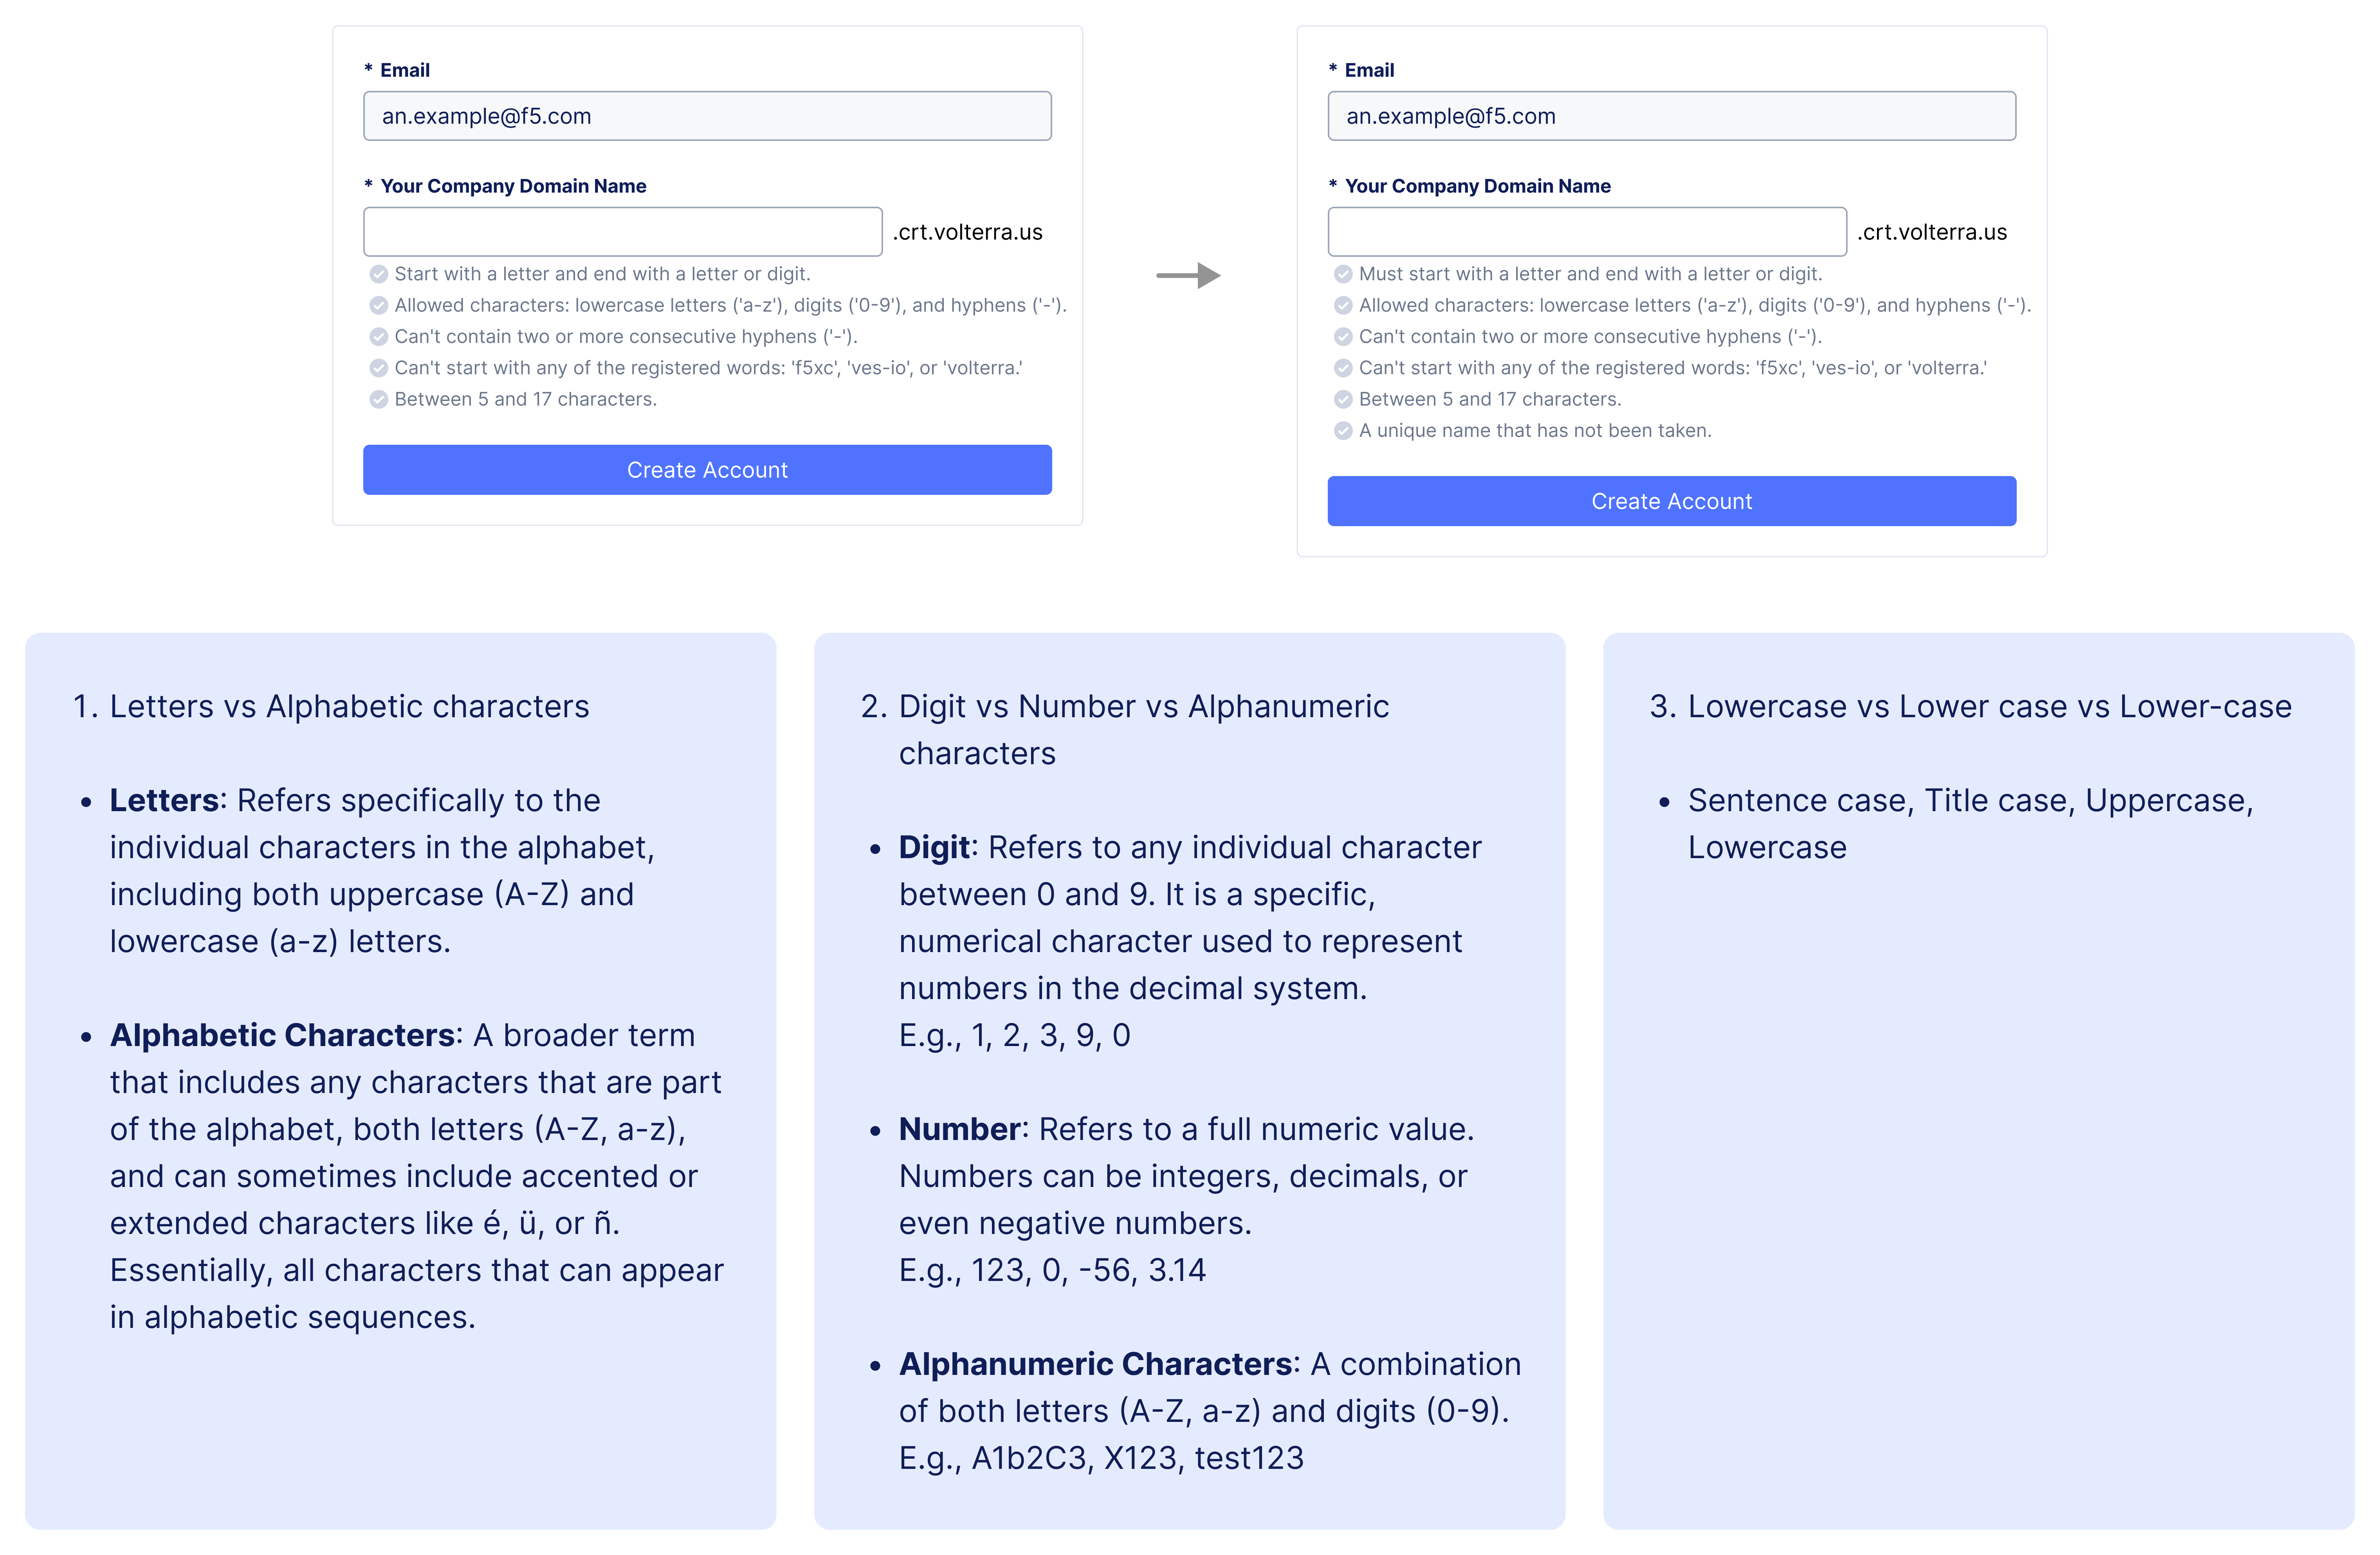 * Email
an.example@f5.com
* Your Company Domain Name
.crt.volterra.us
Start with a letter and end with a letter or digit.
Allowed characters: lowercase letters ('a-z'), digits ('0-9'), and hyphens ('-').
Can't contain two or more consecutive hyphens ('-').
Can't start with any of the registered words: 'f5xc', 'ves-io', or 'volterra.'
Between 5 and 17 characters.
Create Account
* Email
an.example@f5.com
* Your Company Domain Name
.crt.volterra.us
Must start with a letter and end with a letter or digit.
Allowed characters: lowercase letters ('a-z'), digits ('0-9'), and hyphens ('-').
Can't contain two or more consecutive hyphens ('-').
Can't start with any of the registered words: 'f5xc', 'ves-io', or 'volterra.'
Between 5 and 17 characters.
A unique name that has not been taken.
Create Account
1. Letters vs Alphabetic characters
• Letters: Refers specifically to the
individual characters in the alphabet,
including both uppercase (A-Z) and
lowercase (a-z) letters.
• Alphabetic Characters: A broader term
that includes any characters that are part
of the alphabet, both letters (A-Z, a-z),
and can sometimes include accented or
extended characters like é, ü, or ñ.
Essentially, all characters that can appear
in alphabetic sequences.
2. Digit vs Number vs Alphanumeric
characters
• Digit: Refers to any individual character
between 0 and 9. It is a specific,
numerical character used to represent
numbers in the decimal system.
E.g., 1, 2, 3, 9, 0
• Number: Refers to a full numeric value.
Numbers can be integers, decimals, or
even negative numbers.
E.g., 123, 0, -56, 3.14
• Alphanumeric Characters: A combination
of both letters (A-Z, a-z) and digits (0-9).
E.g., A1b2C3, X123, test123
3. Lowercase vs Lower case vs Lower-case
• Sentence case, Title case, Uppercase,
Lowercase